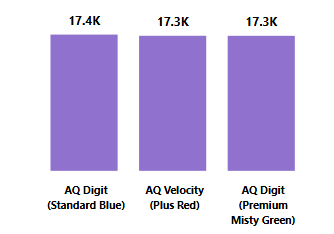 17.4K
17.3K
17.3K
AQ Digit
(Standard Blue)
AQ Velocity
(Plus Red)
AQ Digit
(Premium
Misty Green)